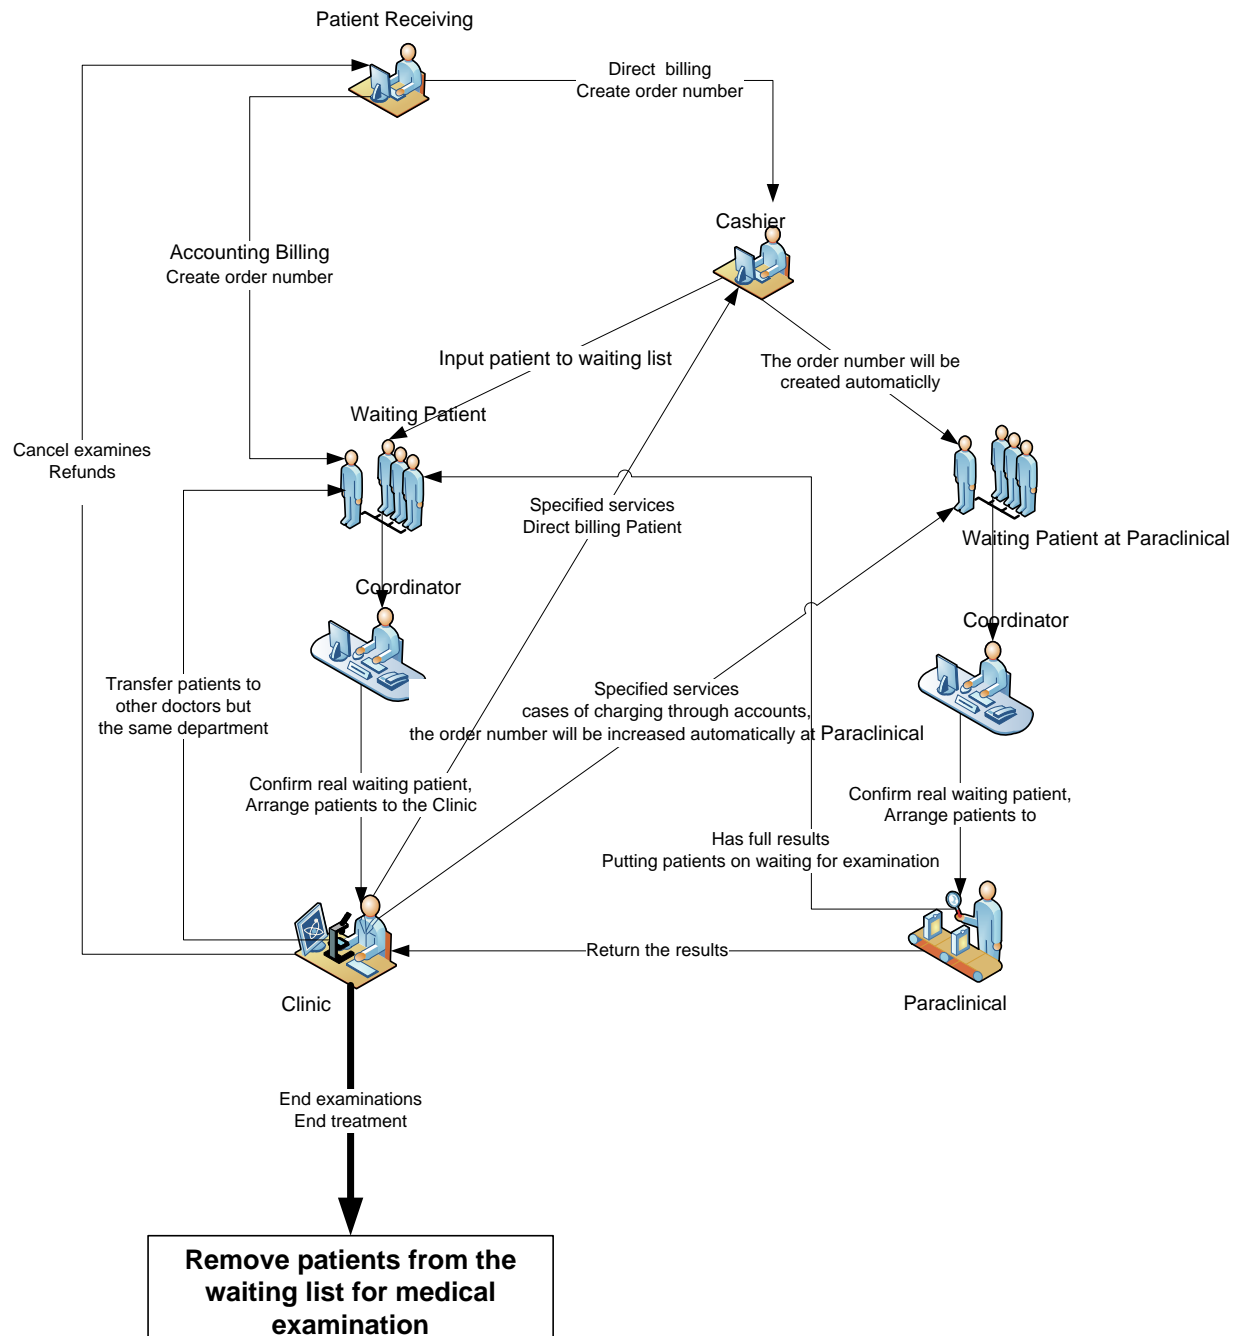 Patient Receiving
Direct billing
Create order number
Cashier
Accounting Billing
Create order number
Input patient to waiting list
The order number will be
created automaticlly
Waiting Patient
Cancel examines
Refunds
Specified services
Direct billing Patient
Waiting Patient at Paraclinical
Coordinator
Coordinator
Transfer patients to
other doctors but
the same department
Specified services
cases of charging through accounts,
the order number will be increased automatically at Paraclinical
Confirm real waiting patient,
Arrange patients to the Clinic
Confirm real waiting patient,
Arrange patients to
Has full results
Putting patients on waiting for examination
Return the results
Clinic
Paraclinical
End examinations
End treatment
Remove patients from the
waiting list for medical
examination